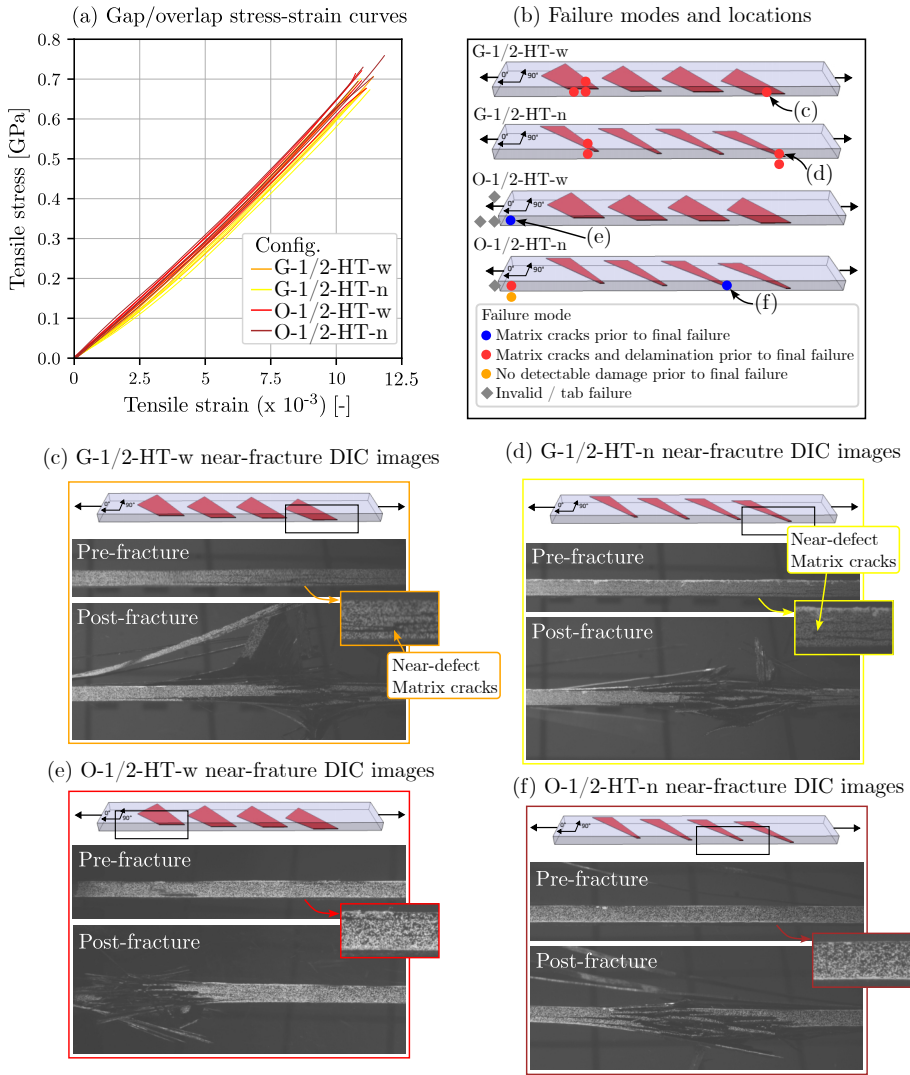 (a) Gap/overlap stress-strain curves
0.8
0.7
0.6
0.5
0.4
0.3
0.2
0.1
0.0
Tensile stress [GPa]
0
2.5
5
7.5
10
12.5
Tensile strain (x 10⁻³) [-]
Config.
G-1/2-HT-w
G-1/2-HT-n
O-1/2-HT-w
O-1/2-HT-n
(b) Failure modes and locations
G-1/2-HT-w
0°
90°
(c)
G-1/2-HT-n
0°
90°
(d)
O-1/2-HT-w
0°
90°
(e)
O-1/2-HT-n
0°
90°
(f)
Failure mode
Matrix cracks prior to final failure
Matrix cracks and delamination prior to final failure
No detectable damage prior to final failure
Invalid / tab failure
(c) G-1/2-HT-w near-fracture DIC images
0°
90°
Pre-fracture
Post-fracture
Near-defect
Matrix cracks
(d) G-1/2-HT-n near-fracutre DIC images
0°
90°
Pre-fracture
Near-defect
Matrix cracks
Post-fracture
(e) O-1/2-HT-w near-frature DIC images
0°
90°
Pre-fracture
Post-fracture
(f) O-1/2-HT-n near-fracture DIC images
0°
90°
Pre-fracture
Post-fracture